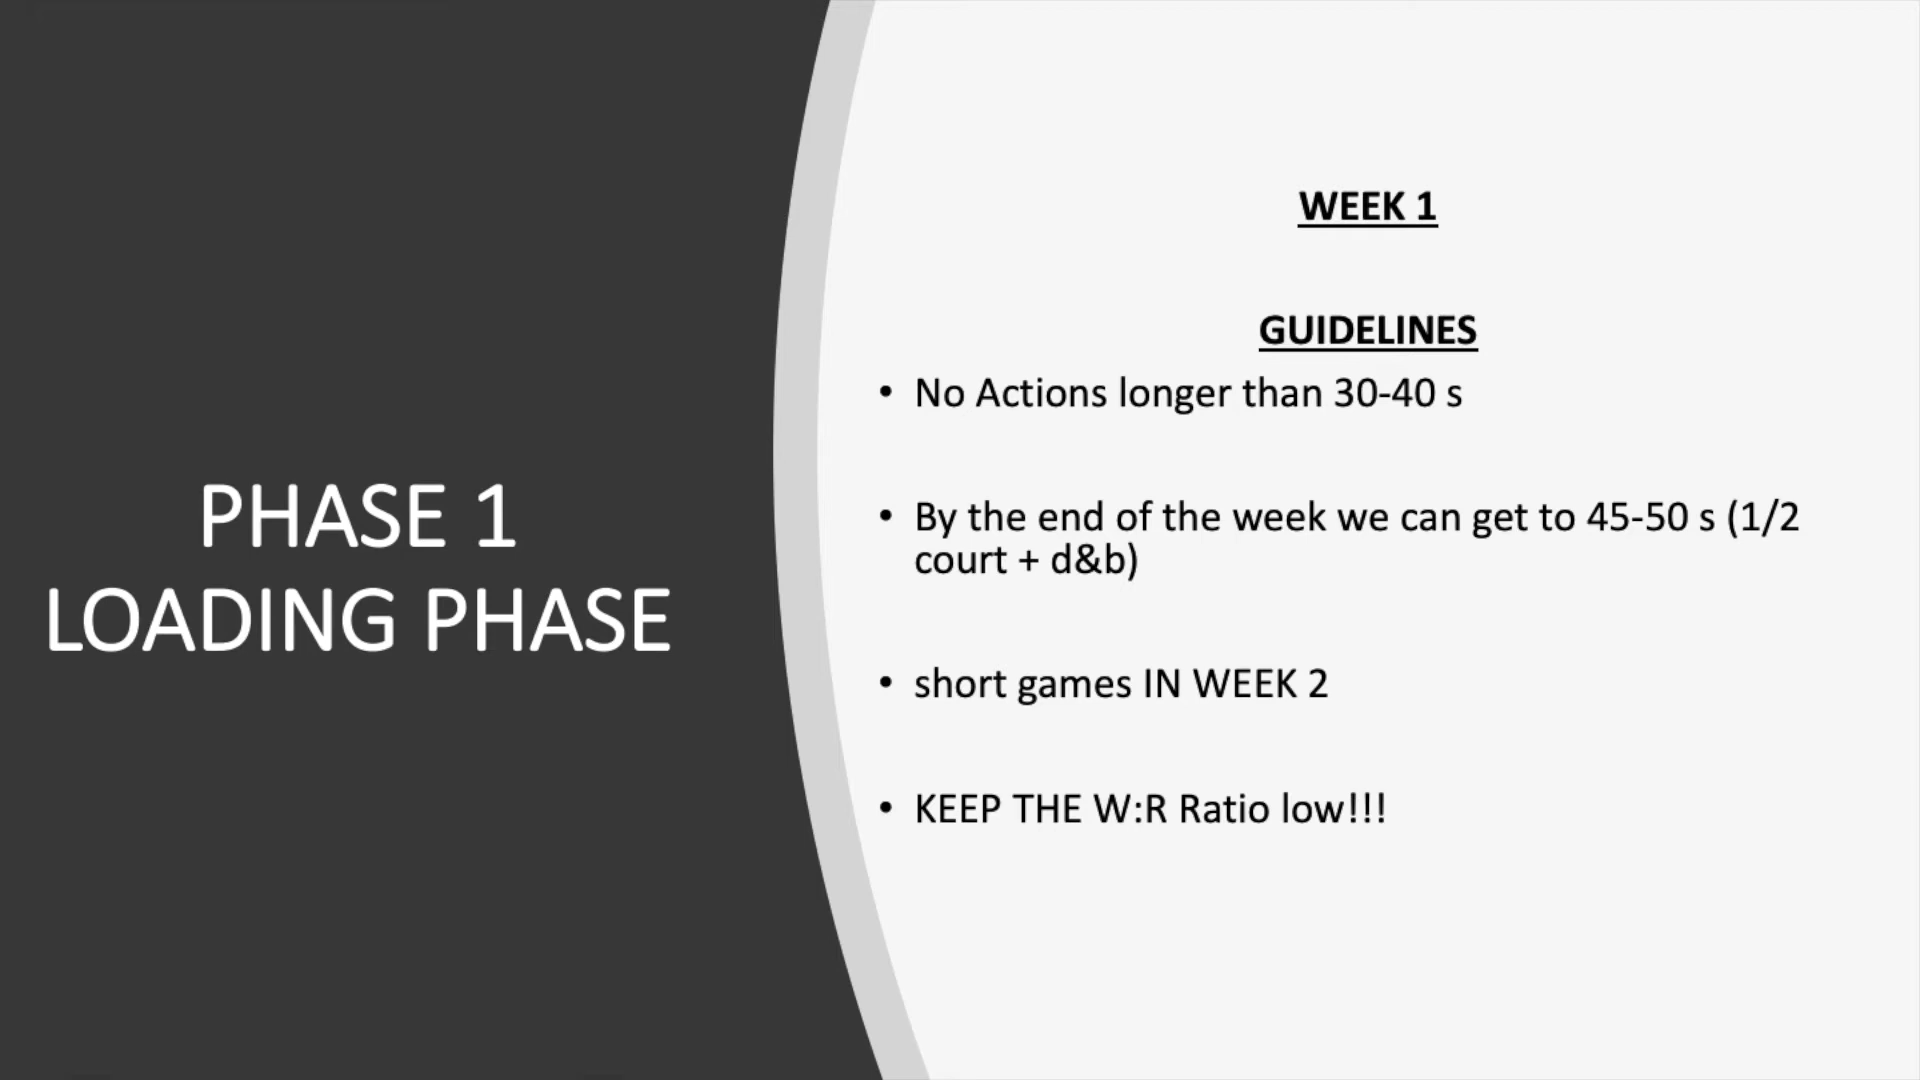 PHASE 1
LOADING PHASE
WEEK 1
GUIDELINES
• No Actions longer than 30-40 s
• By the end of the week we can get to 45-50 s (1/2
court + d&b)
• short games IN WEEK 2
• KEEP THE W:R Ratio low!!!